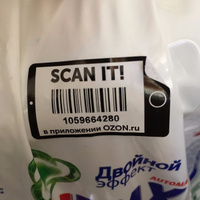 SCAN IT!
1059664280
в приложении OZON.ru
ДВОЙНОЙ
ЭФФЕКТ